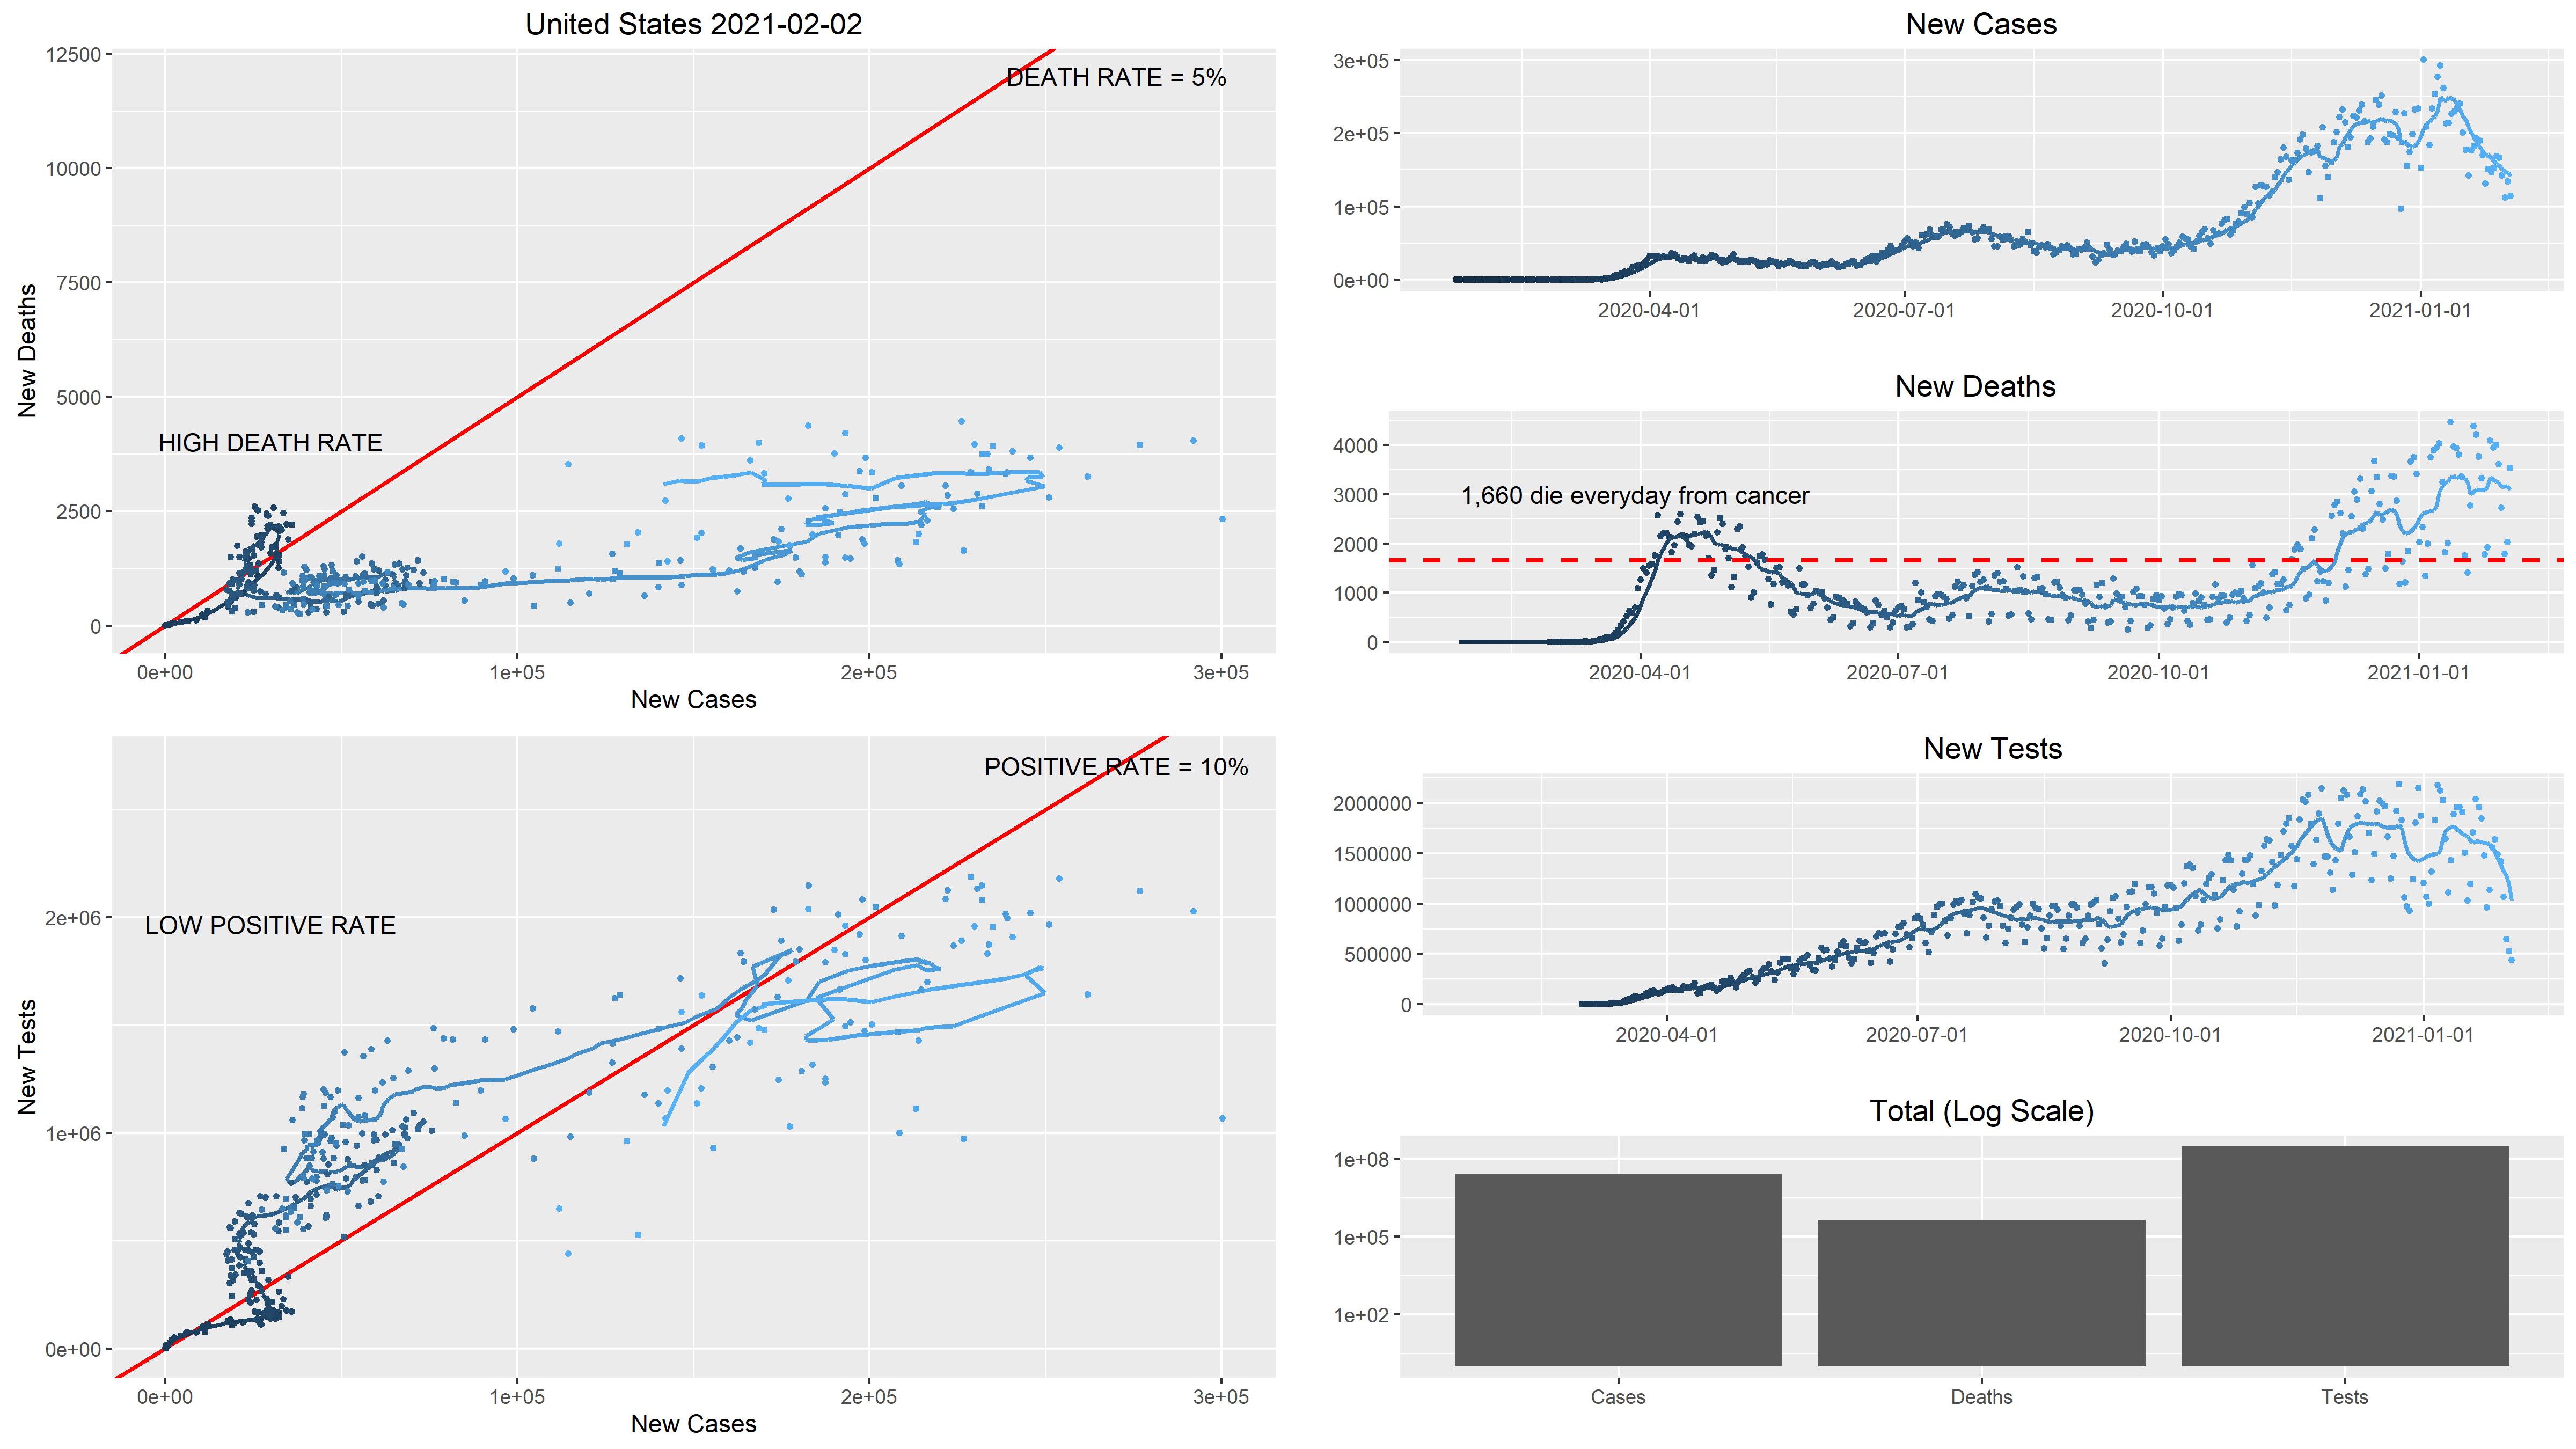 United States 2021-02-02
12500
10000
7500
5000
2500
0
New Deaths
DEATH RATE = 5%
HIGH DEATH RATE
0e+00 1e+05 2e+05 3e+05
New Cases
POSITIVE RATE = 10%
LOW POSITIVE RATE
2e+06
1e+06
0e+00
New Tests
0e+00 1e+05 2e+05 3e+05
New Cases
New Cases
3e+05
2e+05
1e+05
0e+00
2020-04-01 2020-07-01 2020-10-01 2021-01-01
New Deaths
4000
3000
2000
1000
0
1,660 die everyday from cancer
2020-04-01 2020-07-01 2020-10-01 2021-01-01
New Tests
2000000
1500000
1000000
500000
0
2020-04-01 2020-07-01 2020-10-01 2021-01-01
Total (Log Scale)
1e+08
1e+05
1e+02
Cases Deaths Tests